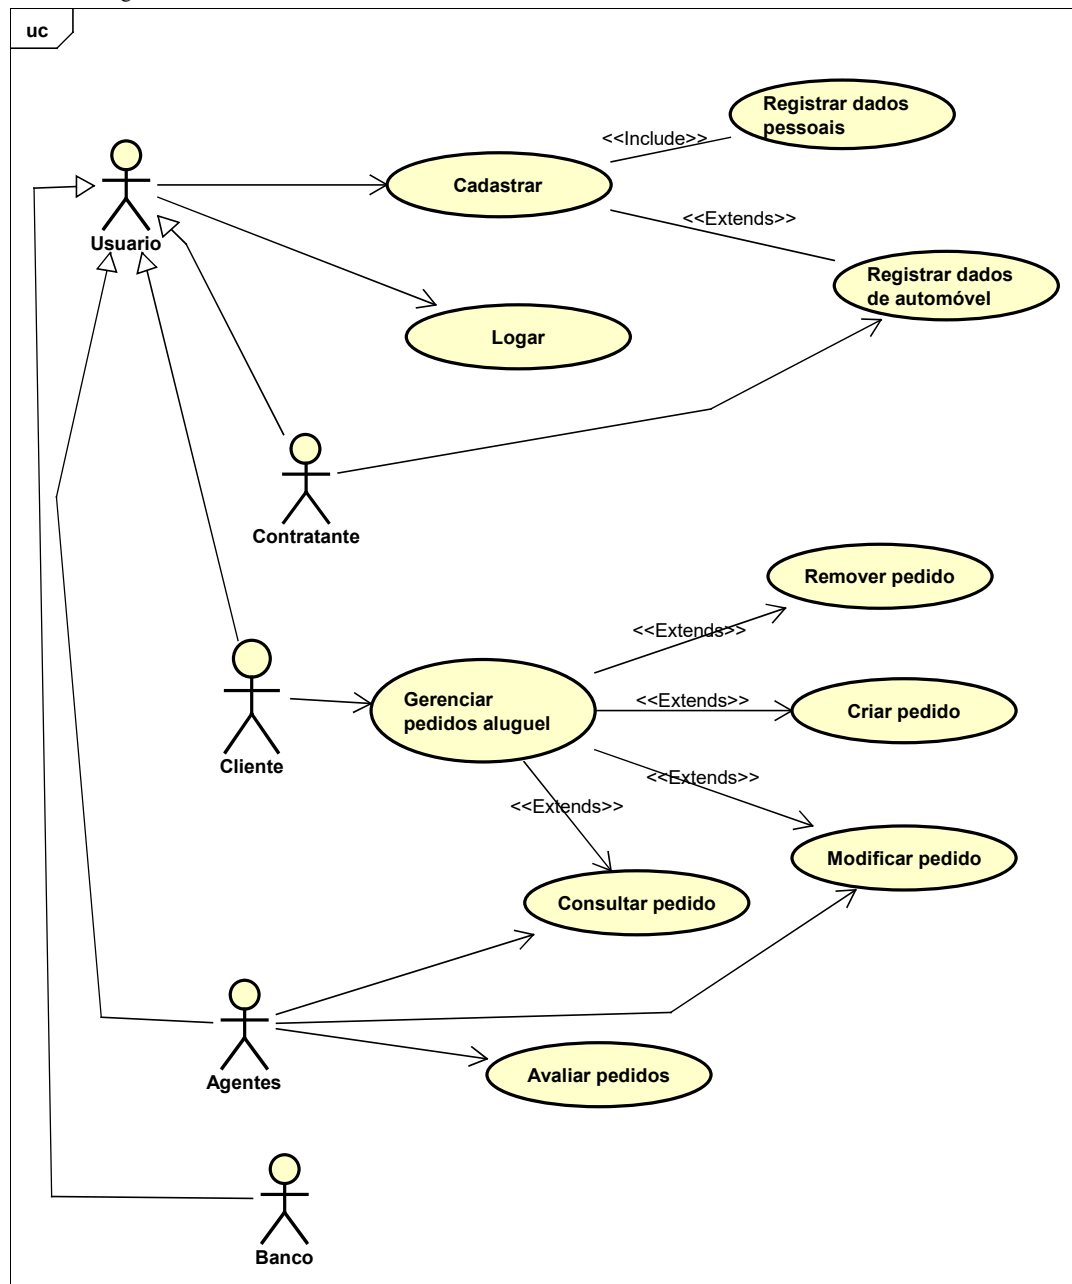 uc
Registrar dados
pessoais
<<Include>>
Cadastrar
<<Extends>>
Usuario
Registrar dados
de automóvel
Logar
Contratante
Remover pedido
<<Extends>>
Gerenciar
pedidos aluguel
<<Extends>>
Criar pedido
Cliente
<<Extends>>
<<Extends>>
Modificar pedido
Consultar pedido
Agentes
Avaliar pedidos
Banco